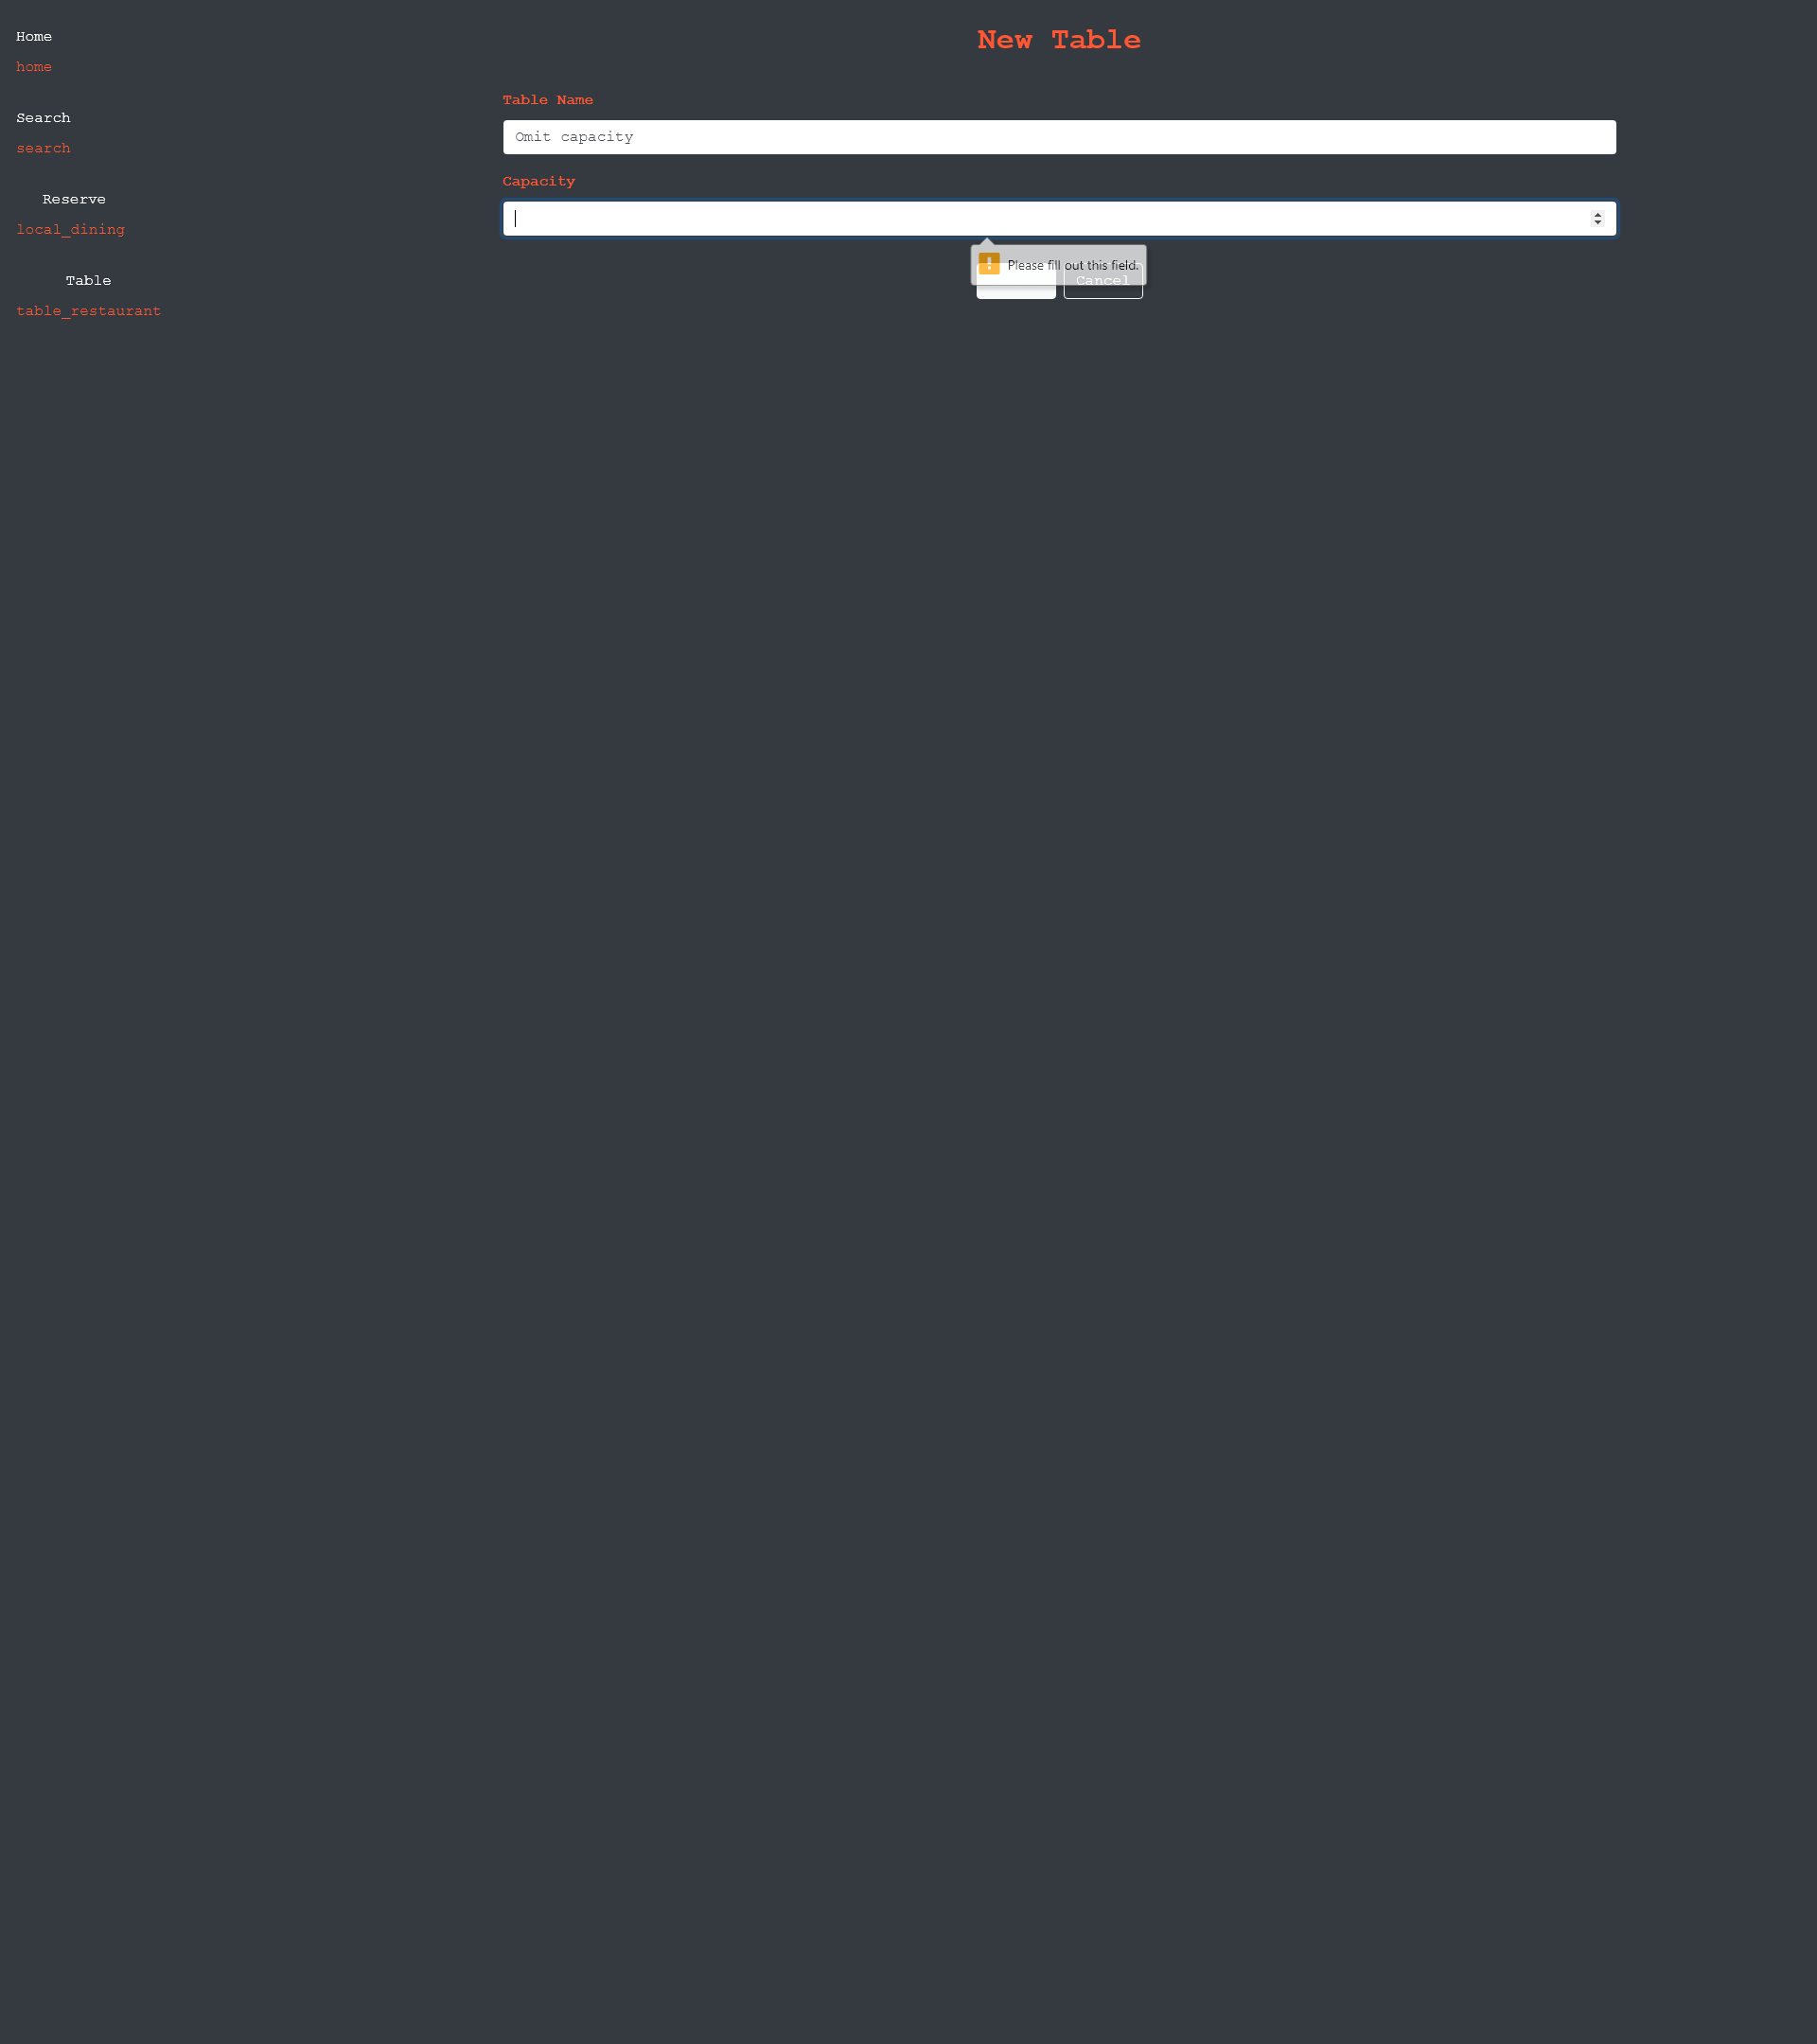 Home
home
Search
search
Reserve
local_dining
Table
table_restaurant
New Table
Table Name
Omit capacity
Capacity
Please fill out this field.
Cancel